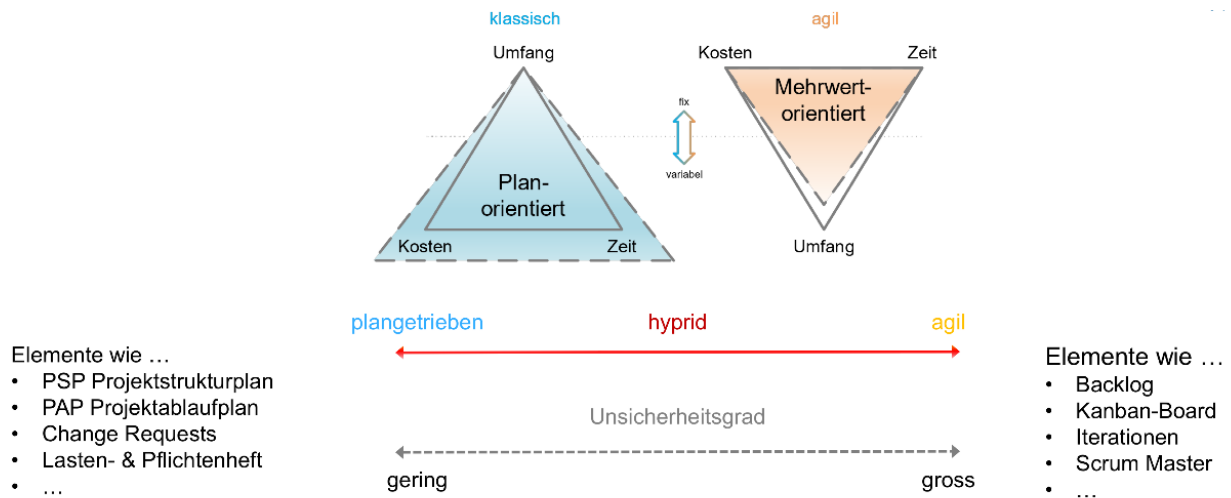 klassisch
agil
Umfang
Kosten
Zeit
Mehrwert-
orientiert
fix
variabel
Plan-
orientiert
Kosten
Zeit
Umfang
plangetrieben
hyprid
agil
Elemente wie …
• PSP Projektstrukturplan
• PAP Projektablaufplan
• Change Requests
• Lasten- & Pflichtenheft
• …
Unsicherheitsgrad
gering
gross
Elemente wie …
• Backlog
• Kanban-Board
• Iterationen
• Scrum Master
• …